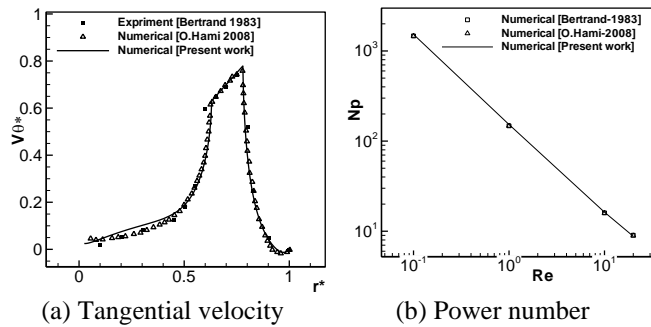 Expriment [Bertrand 1983]
Numerical [O.Hami 2008]
Numerical [Present work]
1
0.8
0.6
0.4
0.2
0
Vθ*
0
0.5
1
r*
(a) Tangential velocity
Numerical [Bertrand-1983]
Numerical [O.Hami-2008]
Numerical [Present work]
10³
10²
10¹
Np
10⁻¹
10⁰
10¹
Re
(b) Power number